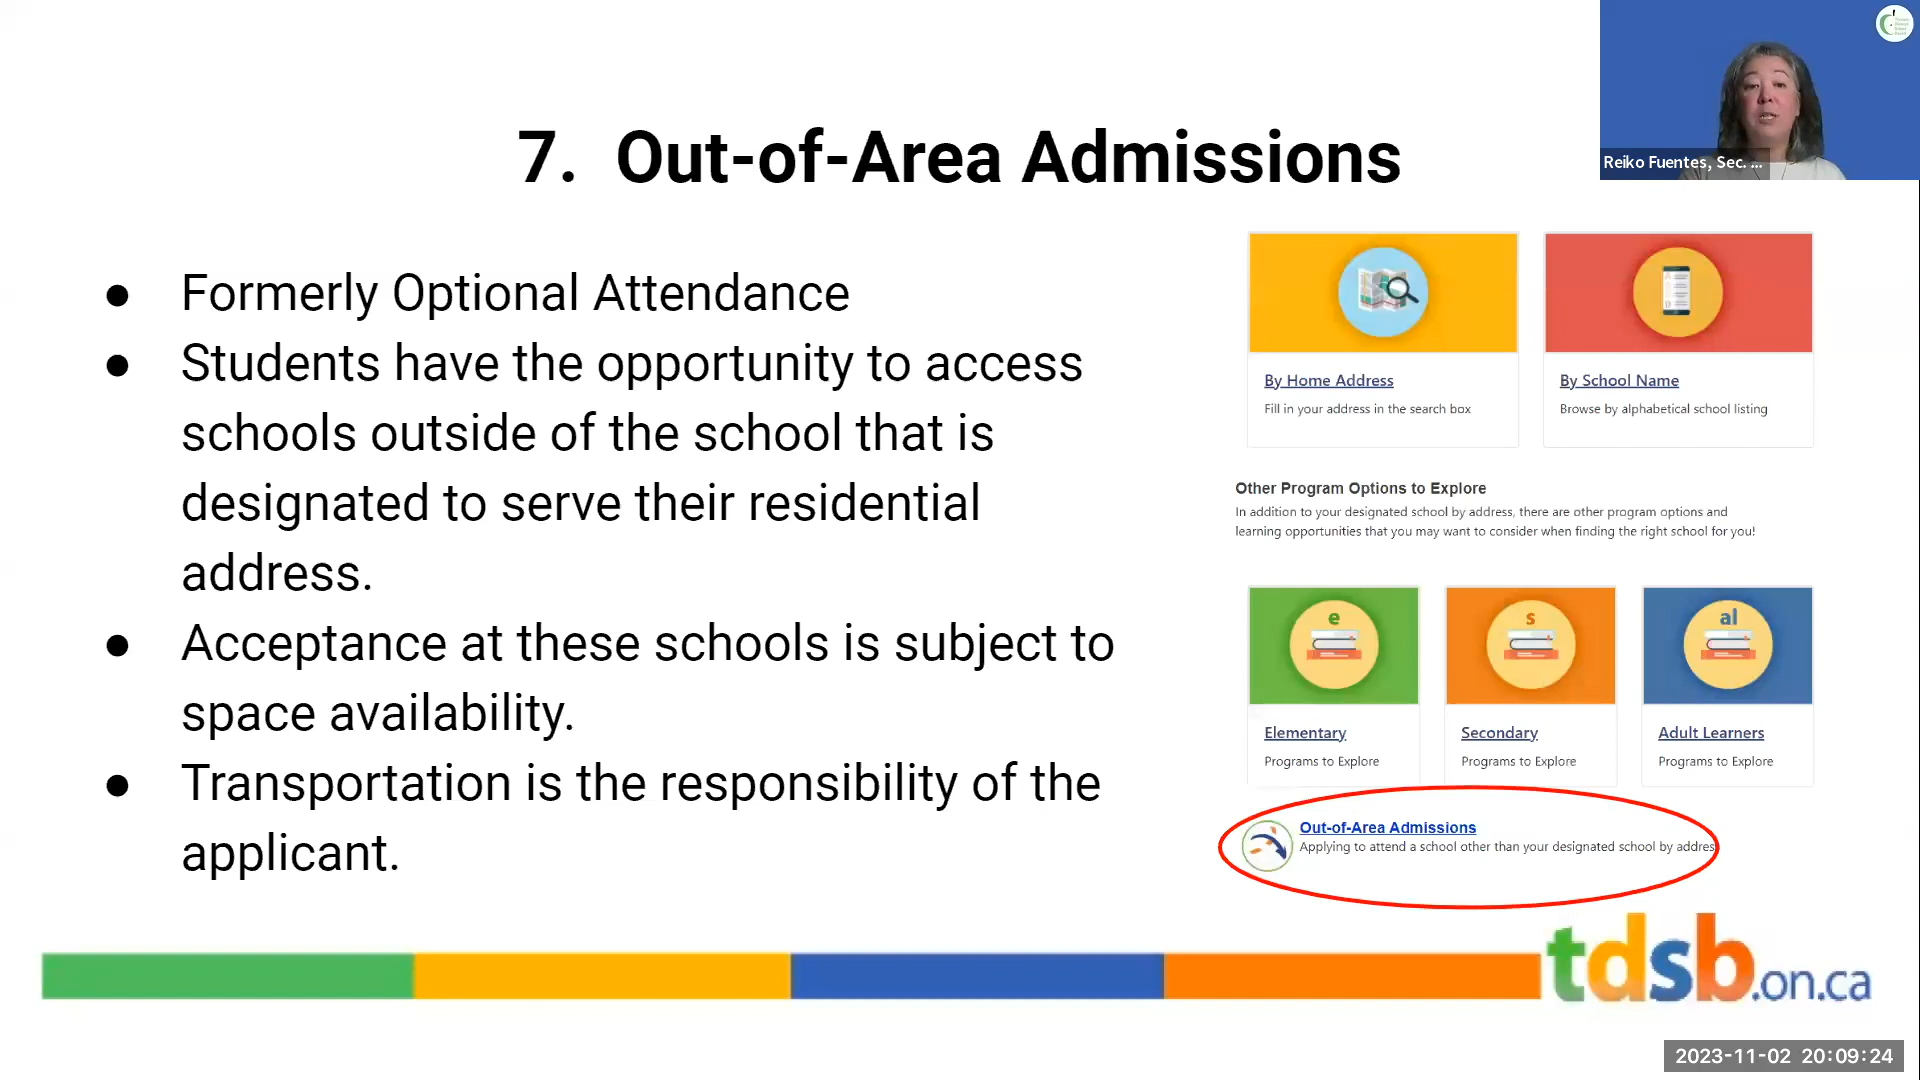 7. Out-of-Area Admissions
Reiko Fuentes, Sec. ...
● Formerly Optional Attendance
● Students have the opportunity to access
schools outside of the school that is
designated to serve their residential
address.
● Acceptance at these schools is subject to
space availability.
● Transportation is the responsibility of the
applicant.
By Home Address
Fill in your address in the search box
By School Name
Browse by alphabetical school listing
Other Program Options to Explore
In addition to your designated school by address, there are other program options and
learning opportunities that you may want to consider when finding the right school for you!
e
Elementary
Programs to Explore
s
Secondary
Programs to Explore
al
Adult Learners
Programs to Explore
Out-of-Area Admissions
Applying to attend a school other than your designated school by addres
tdsb.on.ca
2023-11-02 20:09:24